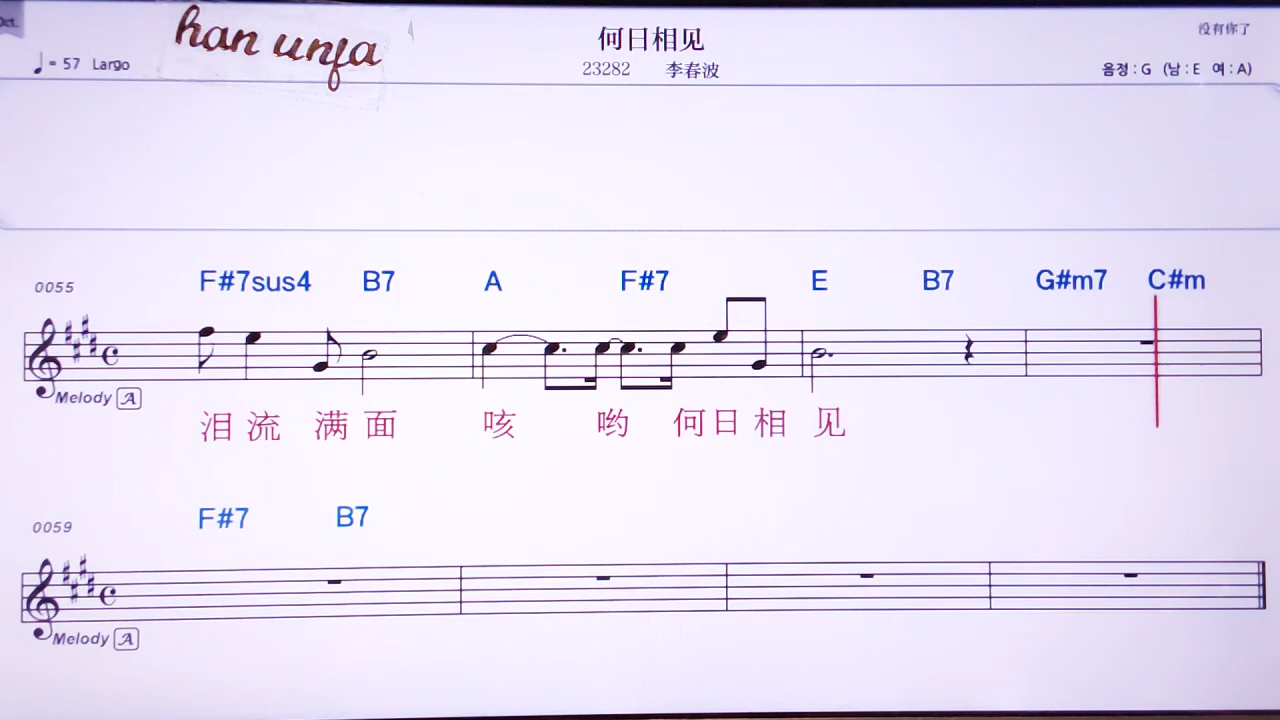 Oct.
han unfa
何日相见
没有你了
♩= 57 Largo
23282 李春波
음정 : G (남 : E 여 : A)
0055
F#7sus4 B7 A F#7 E B7 G#m7 C#m
Melody A
泪流 满面 咳 哟 何日相 见
0059
F#7 B7
Melody A